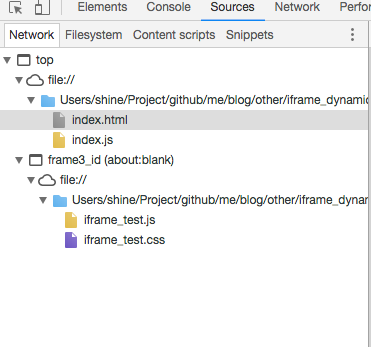 Elements Console Sources Network Perfor
Network Filesystem Content scripts Snippets
top
file://
Users/shine/Project/github/me/blog/other/iframe_dynamic
index.html
index.js
frame3_id (about:blank)
file://
Users/shine/Project/github/me/blog/other/iframe_dynar
iframe_test.js
iframe_test.css